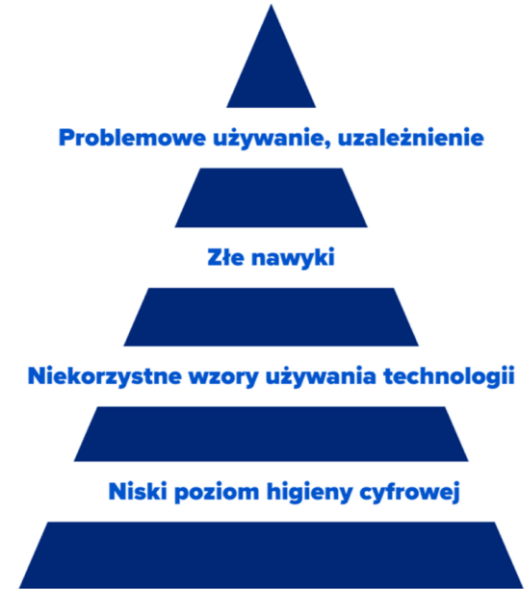 Problemowe używanie, uzależnienie
Złe nawyki
Niekorzystne wzory używania technologii
Niski poziom higieny cyfrowej